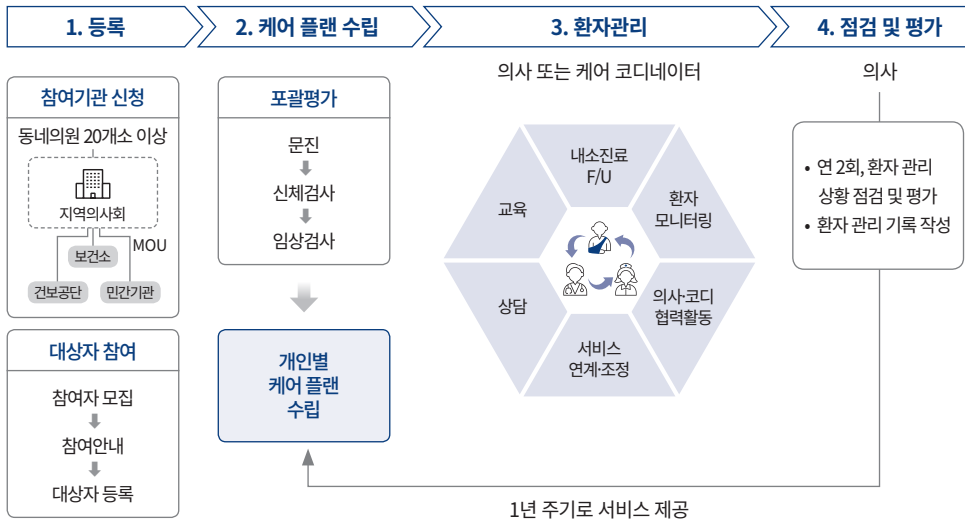 1. 등록
2. 케어 플랜 수립
3. 환자관리
4. 점검 및 평가
참여기관 신청
동네의원 20개소 이상
지역의사회
MOU
보건소
건보공단
민간기관
대상자 참여
참여자 모집
참여안내
대상자 등록
포괄평가
문진
신체검사
임상검사
개인별
케어 플랜
수립
의사 또는 케어 코디네이터
내소진료
F/U
교육
환자
모니터링
상담
의사·코디
협력활동
서비스
연계·조정
의사
• 연 2회, 환자 관리
상황 점검 및 평가
• 환자 관리 기록 작성
1년 주기로 서비스 제공